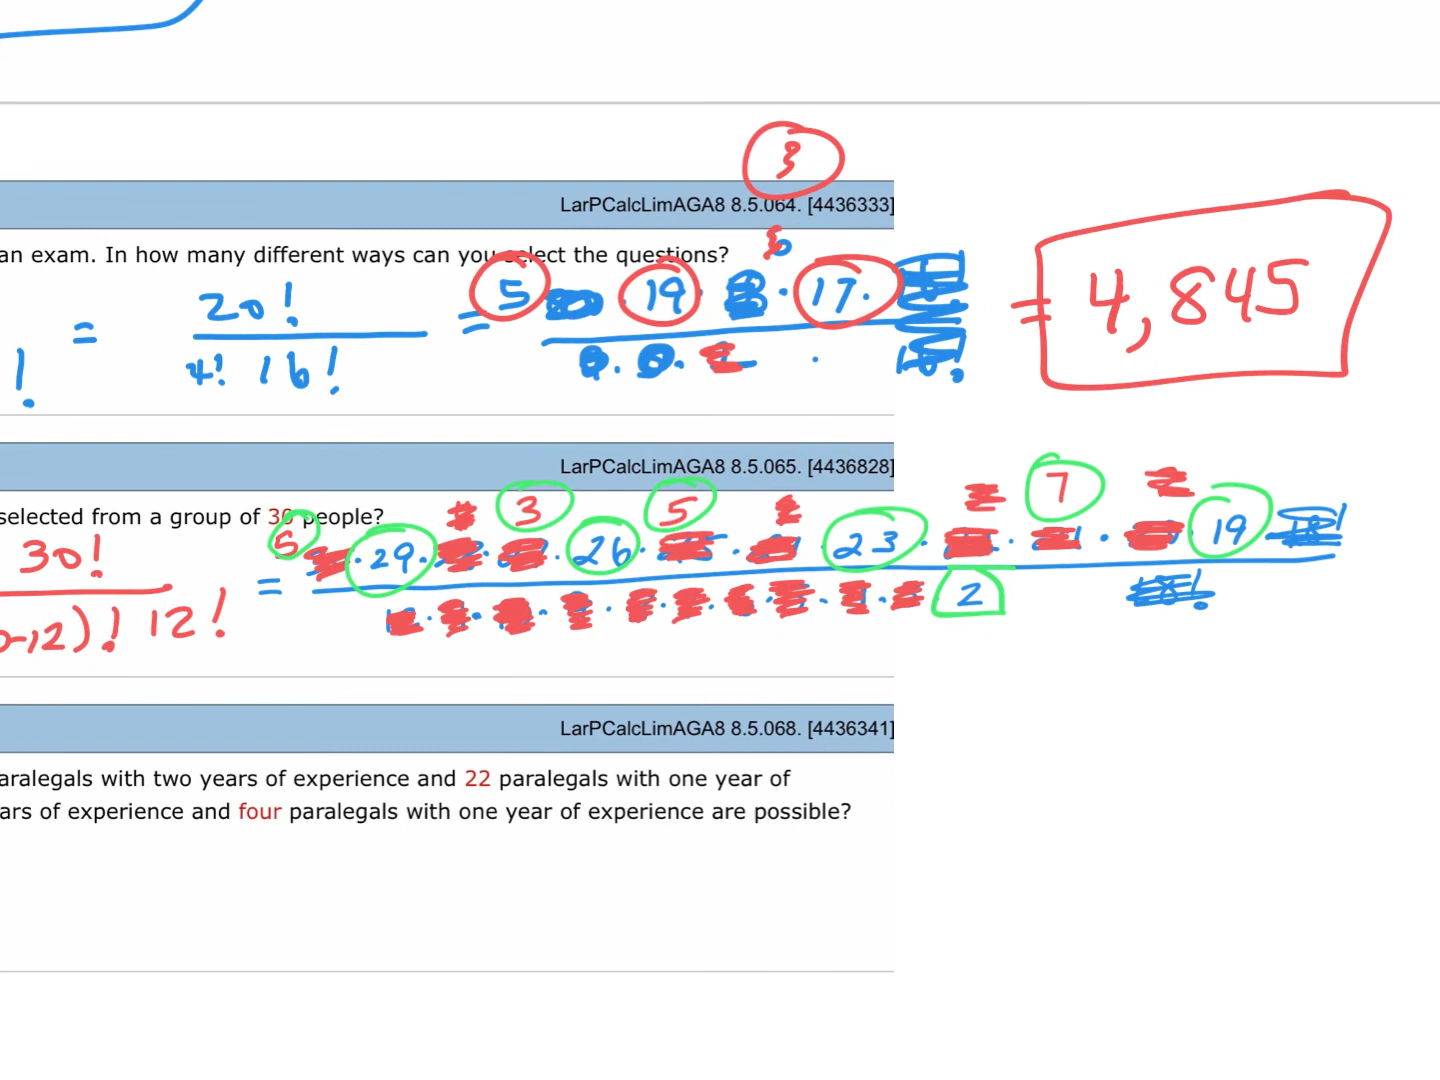 3
LarPCalcLimAGA8 8.5.064. [4436333]
an exam. In how many different ways can you select the questions?
! = 20! / 4! 16! = 5 · 19 · 17 · = 4,845
LarPCalcLimAGA8 8.5.065. [4436828]
selected from a group of 30 people?
3 5 7
30! = 5 · 29 · 26 · 23 · 19
-12)! 12! 2
LarPCalcLimAGA8 8.5.068. [4436341]
aralegals with two years of experience and 22 paralegals with one year of
ars of experience and four paralegals with one year of experience are possible?